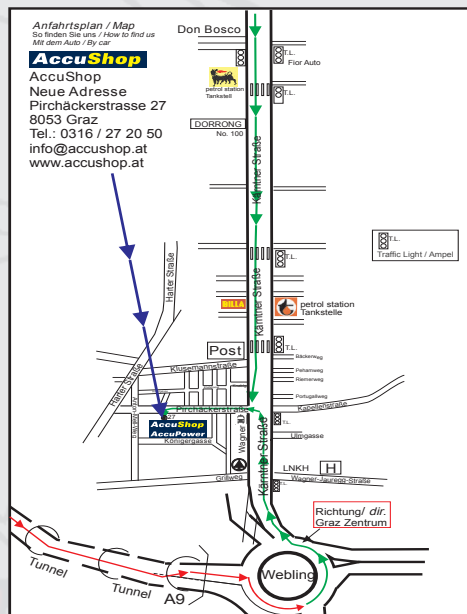 Anfahrtsplan / Map
So finden Sie uns / How to find us
Mit dem Auto / By car
AccuShop
AccuShop
Neue Adresse
Pirchäckerstrasse 27
8053 Graz
Tel.: 0316 / 27 20 50
info@accushop.at
www.accushop.at
Don Bosco
T.L.
Fior Auto
petrol station
Tankstell
T.L.
DORRONG
No. 100
Kärntner Straße
T.L.
T.L.
Traffic Light / Ampel
Harter Straße
BILLA
petrol station
Tankstelle
Kärntner Straße
T.L.
Post
Bäckerweg
Klusemannstraße
Pehamweg
Riemerweg
Harter Straße
Portugallweg
Kapellenstraße
Pirchäckerstraße
27
T.L.
AccuShop
AccuPower
Königergasse
Wagner
Ulmgasse
Kärntner Straße
LNKH
H
Grillweg
Wagner-Jauregg-Straße
T.L.
Richtung/ dir.
Graz Zentrum
Webling
Tunnel
Tunnel
A9